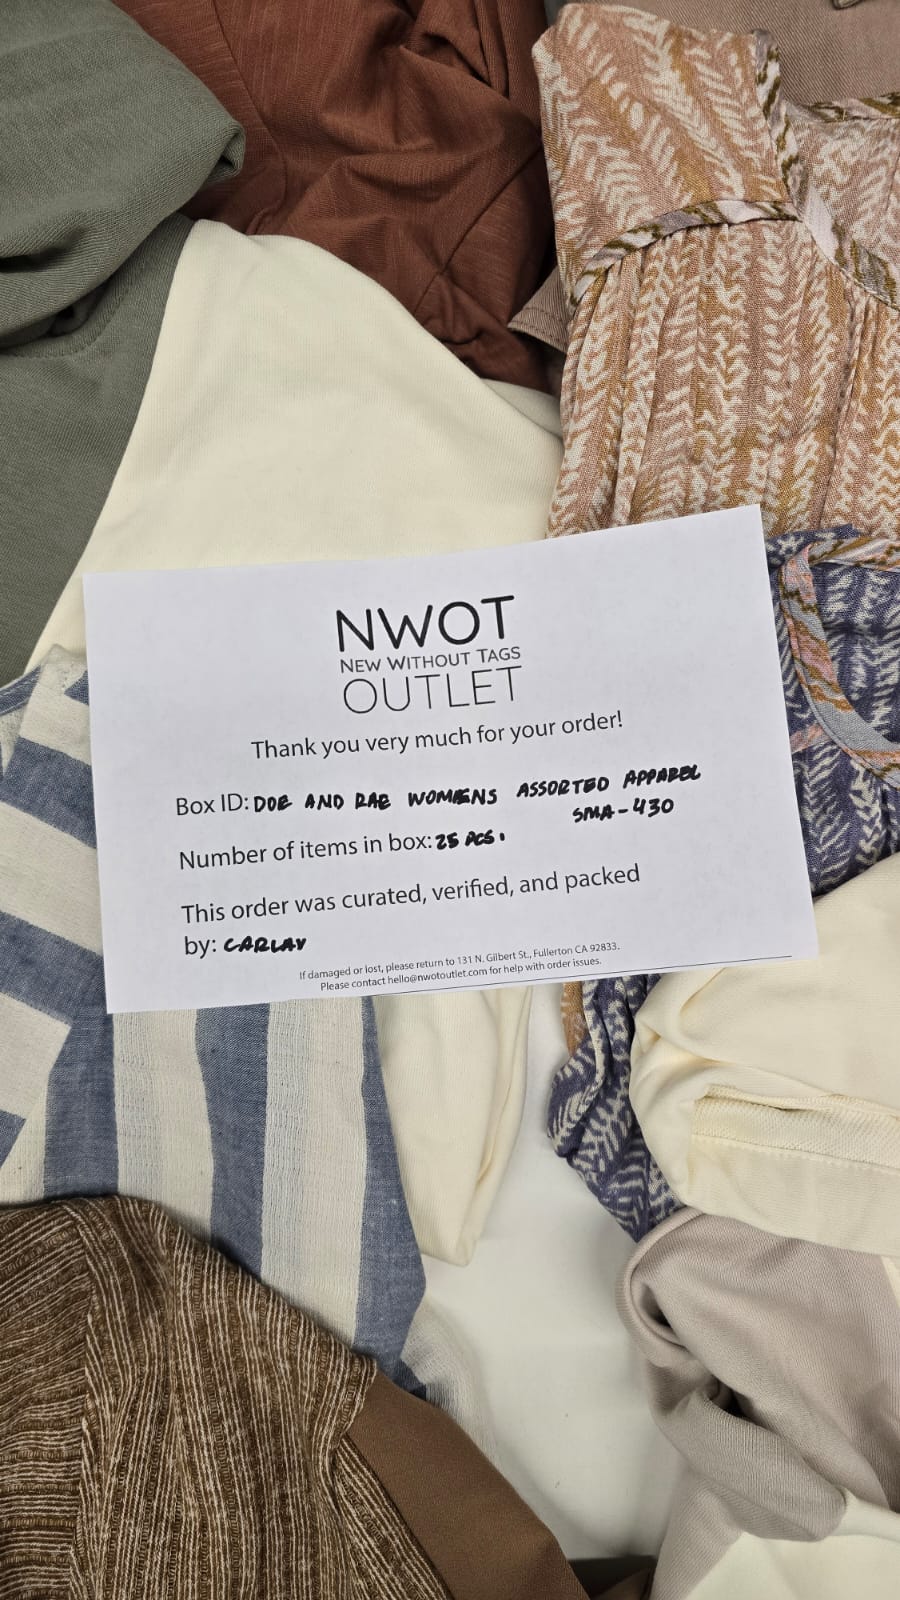 NWOT
NEW WITHOUT TAGS
OUTLET
Thank you very much for your order!
Box ID: DOE AND RAE WOMENS ASSORTED APPAREL
SMA-430
Number of items in box: 25 PCS.
This order was curated, verified, and packed
by: CARLAY
If damaged or lost, please return to 131 N. Gilbert St., Fullerton CA 92833.
Please contact hello@nwotoutlet.com for help with order issues.